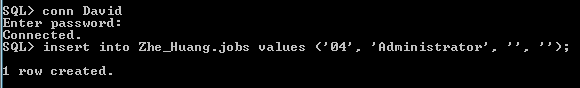 SQL> conn David
Enter password:
Connected.
SQL> insert into Zhe_Huang.jobs values ('04', 'Administrator', '', '');
1 row created.